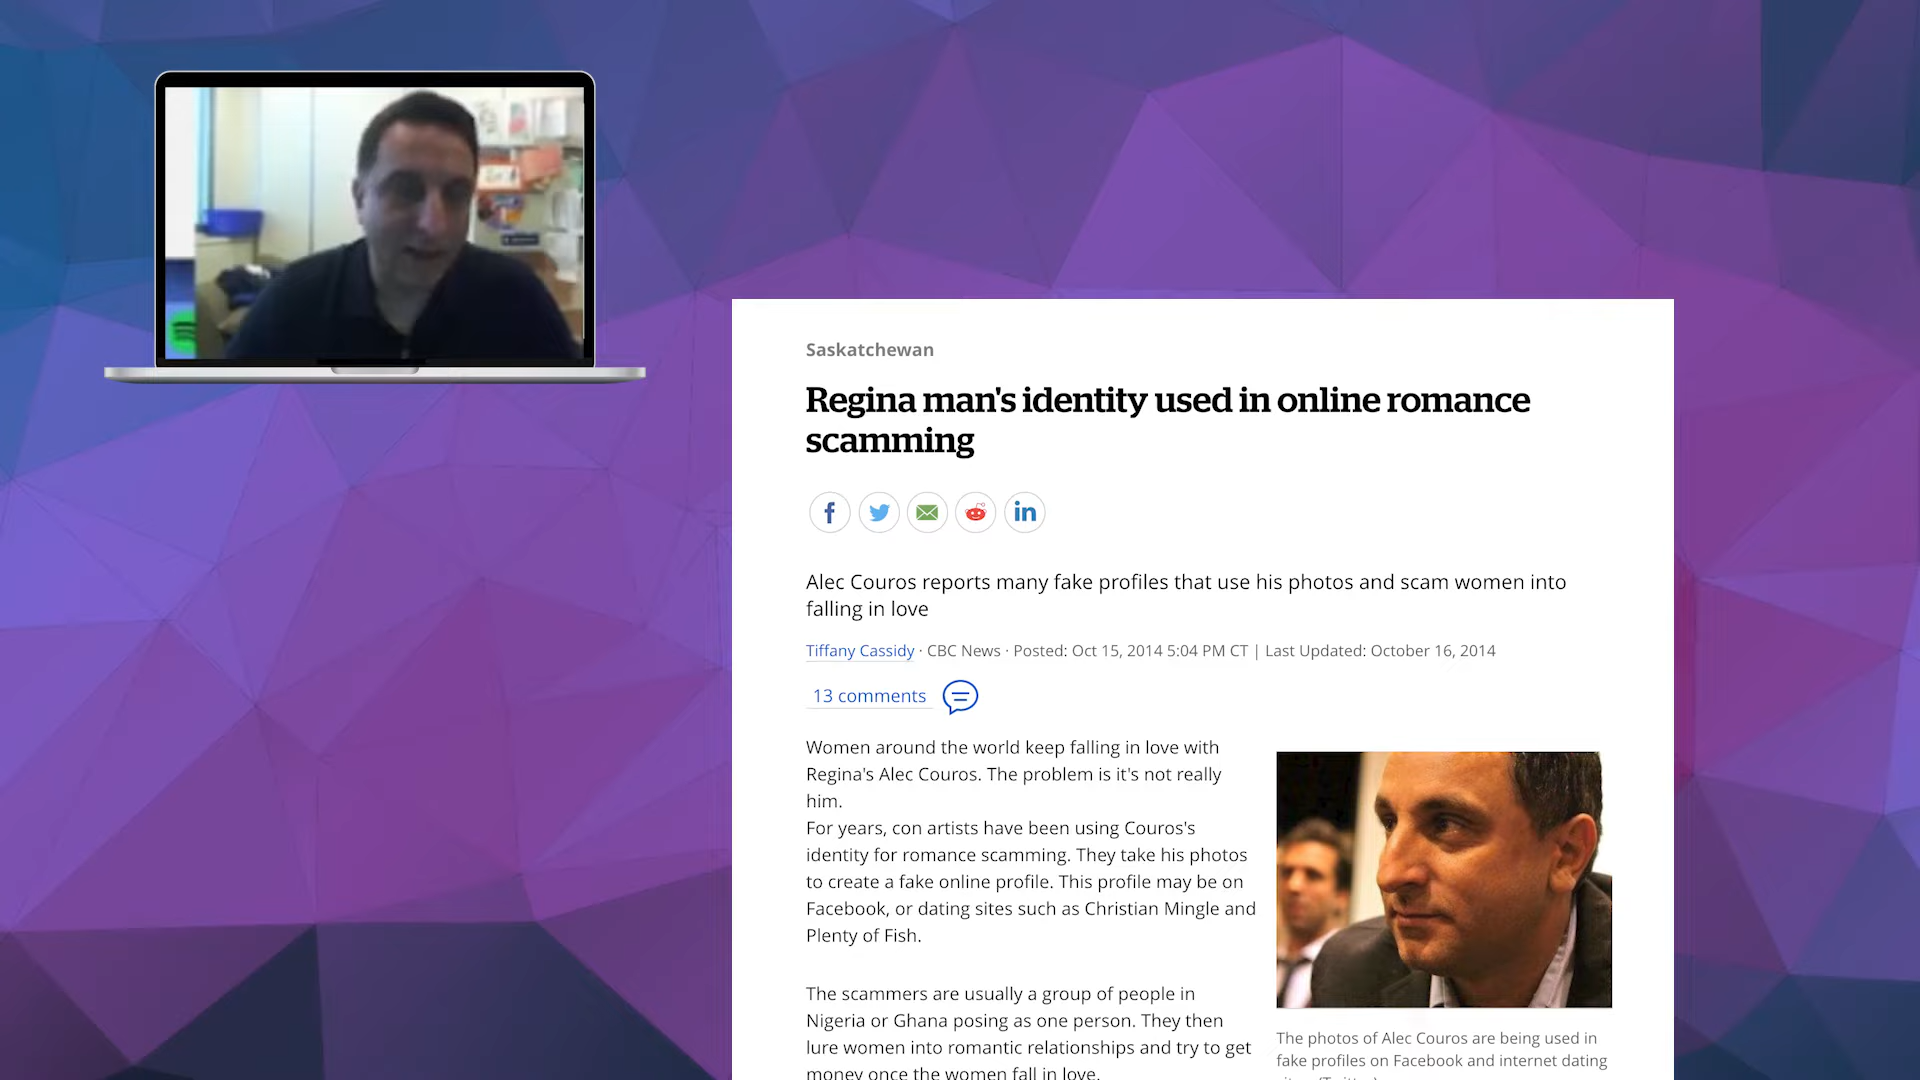 Saskatchewan
Regina man's identity used in online romance
scamming
Alec Couros reports many fake profiles that use his photos and scam women into
falling in love
Tiffany Cassidy · CBC News · Posted: Oct 15, 2014 5:04 PM CT | Last Updated: October 16, 2014
13 comments
Women around the world keep falling in love with
Regina's Alec Couros. The problem is it's not really
him.
For years, con artists have been using Couros's
identity for romance scamming. They take his photos
to create a fake online profile. This profile may be on
Facebook, or dating sites such as Christian Mingle and
Plenty of Fish.
The scammers are usually a group of people in
Nigeria or Ghana posing as one person. They then
lure women into romantic relationships and try to get
money once the women fall in love.
The photos of Alec Couros are being used in
fake profiles on Facebook and internet dating